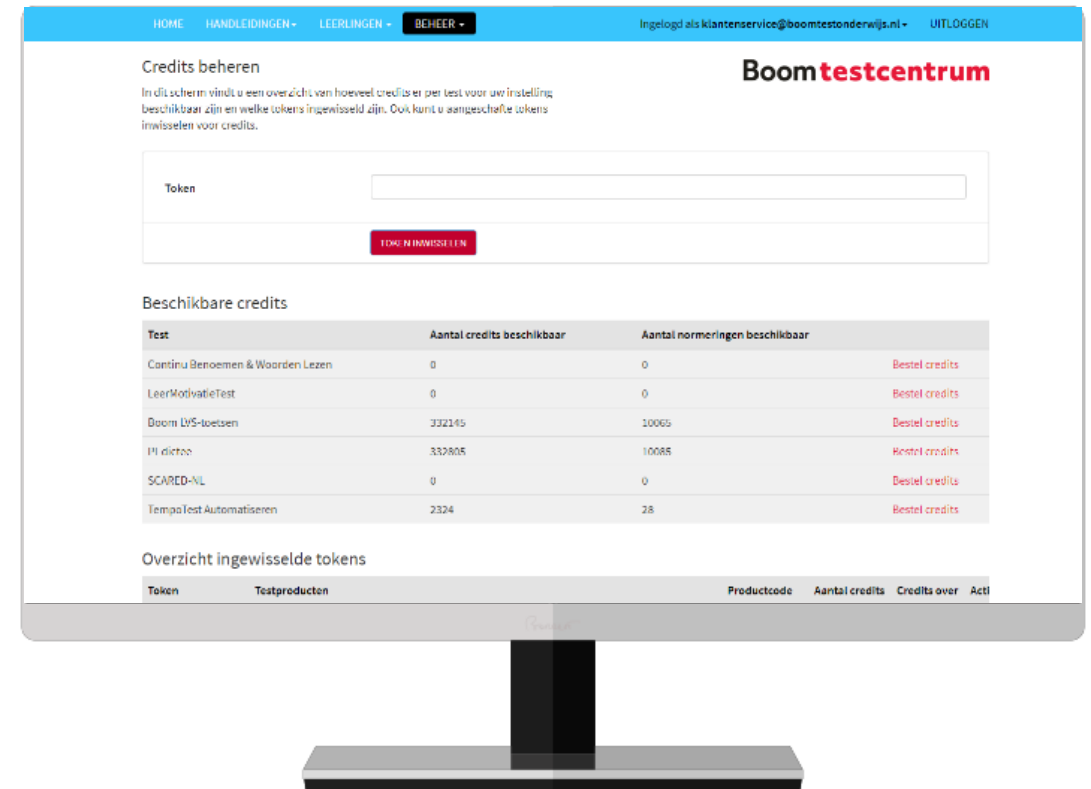 HOME HANDLEIDINGEN LEERLINGEN BEHEER Ingelogd als klantenservice@boomtestonderwijs.nl UITLOGGEN
Credits beheren
Boom testcentrum
In dit scherm vindt u een overzicht van hoeveel credits er per test voor uw instelling
beschikbaar zijn en welke tokens ingewisseld zijn. Ook kunt u aangeschafte tokens
inwisselen voor credits.
Token
TOKEN INWISSELEN
Beschikbare credits
Test Aantal credits beschikbaar Aantal normeringen beschikbaar
Continu Benoemen & Woorden Lezen 0 0 Bestel credits
LeerMotivatieTest 0 0 Bestel credits
Boom LVS-toetsen 332145 10065 Bestel credits
PI-dictee 332805 10085 Bestel credits
SCARED-NL 0 0 Bestel credits
TempoTest Automatiseren 2324 28 Bestel credits
Overzicht ingewisselde tokens
Token Testproducten Productcode Aantal credits Credits over Acti